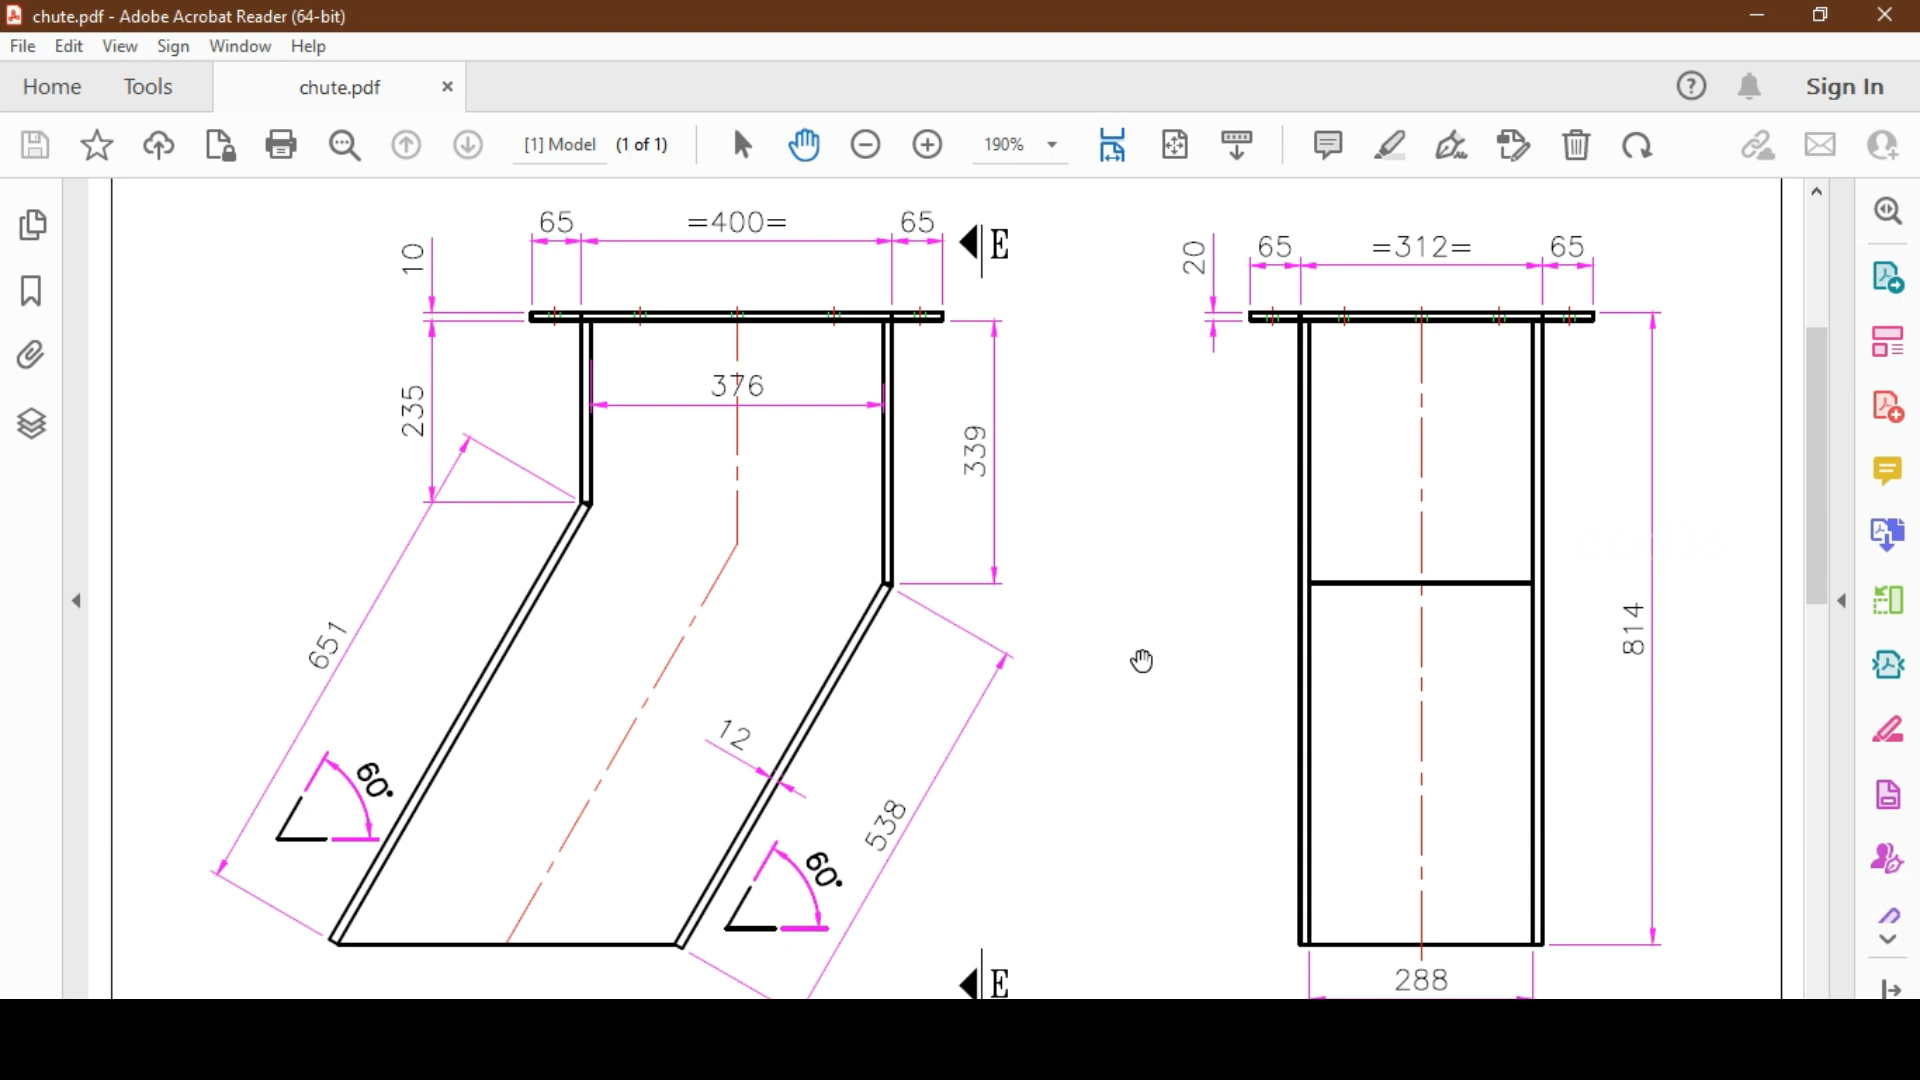 chute.pdf - Adobe Acrobat Reader (64-bit)
File Edit View Sign Window Help
Home Tools chute.pdf × Sign In
[1] Model (1 of 1) 190%
65 =400= 65 E
10
20 65 =312= 65
376
235
339
651
814
12
60°
538
60°
E
288